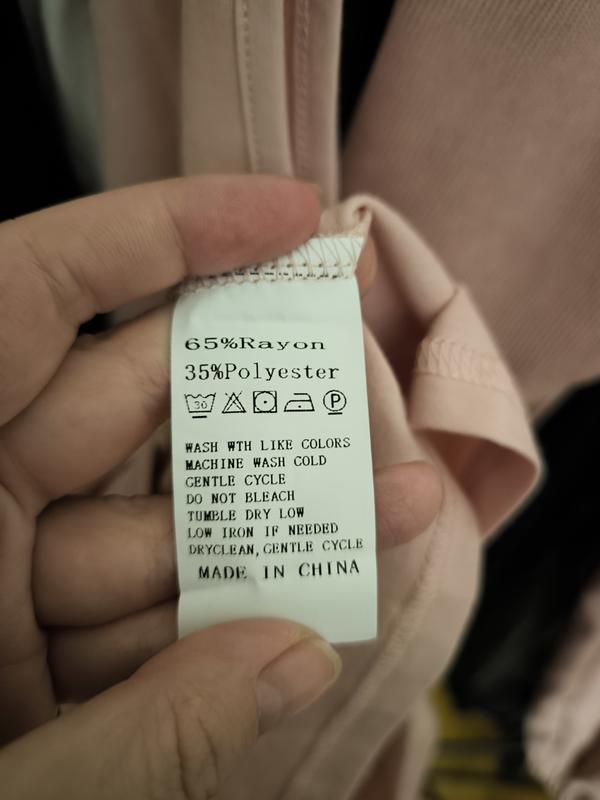 65%Rayon
35%Polyester
30 P
WASH WTH LIKE COLORS
MACHINE WASH COLD
GENTLE CYCLE
DO NOT BLEACH
TUMBLE DRY LOW
LOW IRON IF NEEDED
DRYCLEAN,GENTLE CYCLE
MADE IN CHINA